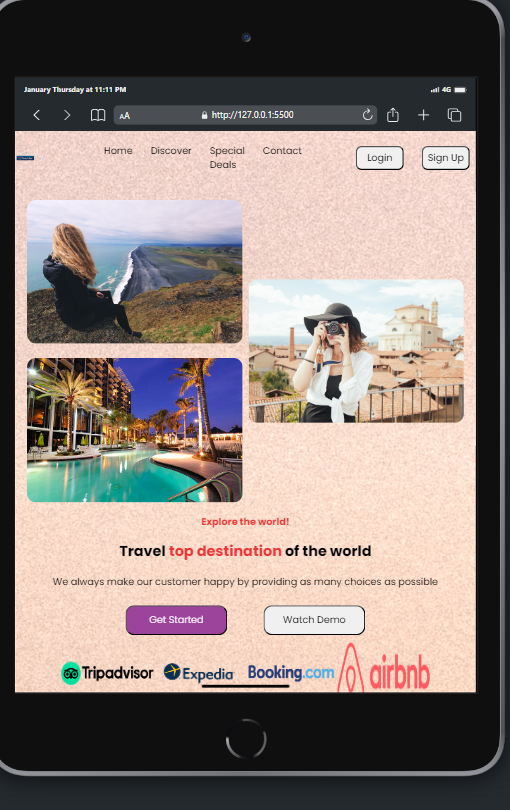 January Thursday at 11:11 PM
4G
AA
http://127.0.0.1:5500
Home Discover Special Deals Contact
Login Sign Up
Explore the world!
Travel top destination of the world
We always make our customer happy by providing as many choices as possible
Get Started Watch Demo
Tripadvisor Expedia Booking.com airbnb